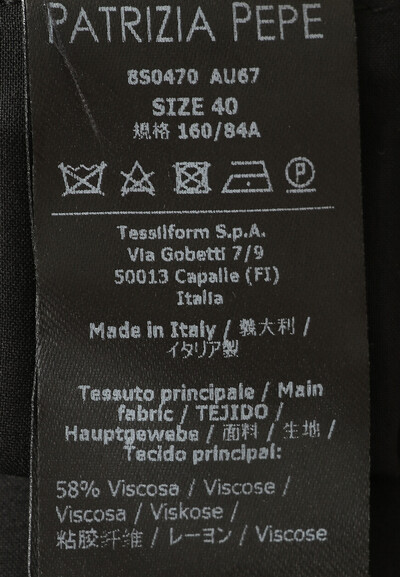 PATRIZIA PEPE
8S0470 AU67
SIZE 40
規格 160/84A
P
Tessilform S.p.A.
Via Gobetti 7/9
50013 Capalle (FI)
Italia
Made in Italy / 義大利 /
イタリア製
Tessuto principale / Main
fabric / TEJIDO /
Hauptgewebe / 面料 / 生地 /
Tecido principal:
58% Viscosa / Viscose /
Viscosa / Viskose /
粘胶纤维 / レーヨン / Viscose